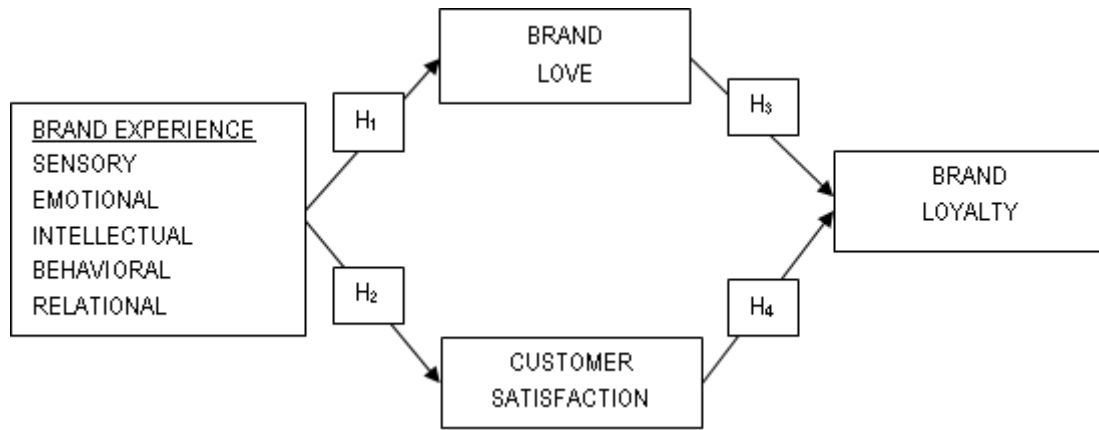 BRAND
LOVE
H₁
H₃
BRAND EXPERIENCE
SENSORY
EMOTIONAL
INTELLECTUAL
BEHAVIORAL
RELATIONAL
BRAND
LOYALTY
H₂
H₄
CUSTOMER
SATISFACTION